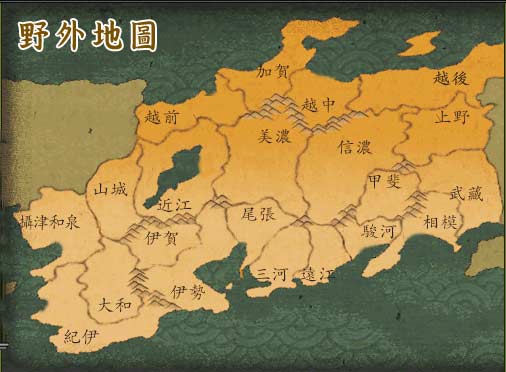 野外地圖
加賀
越後
越中
越前
上野
美濃
信濃
甲斐
山城
武藏
近江
尾張
攝津和泉
相模
駿河
伊賀
三河
遠江
伊勢
大和
紀伊